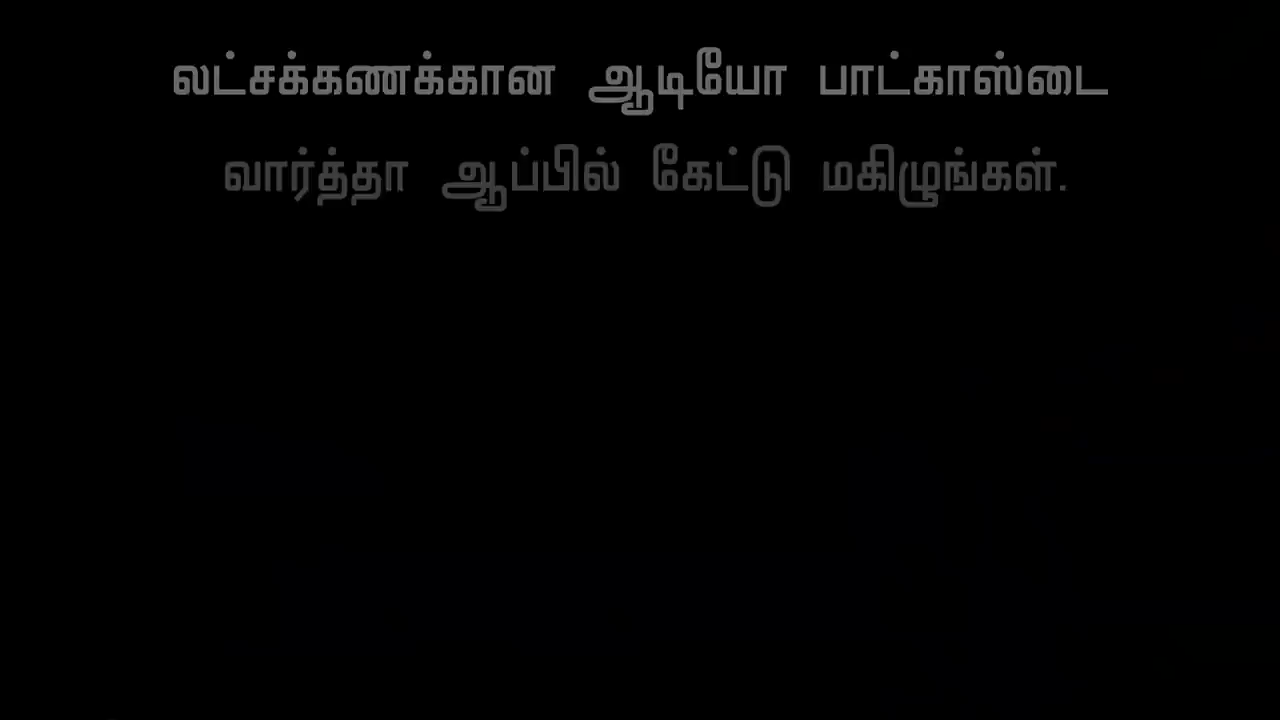 லட்சக்கணக்கான ஆடியோ பாட்காஸ்டை
வார்த்தா ஆப்பில் கேட்டு மகிழுங்கள்.